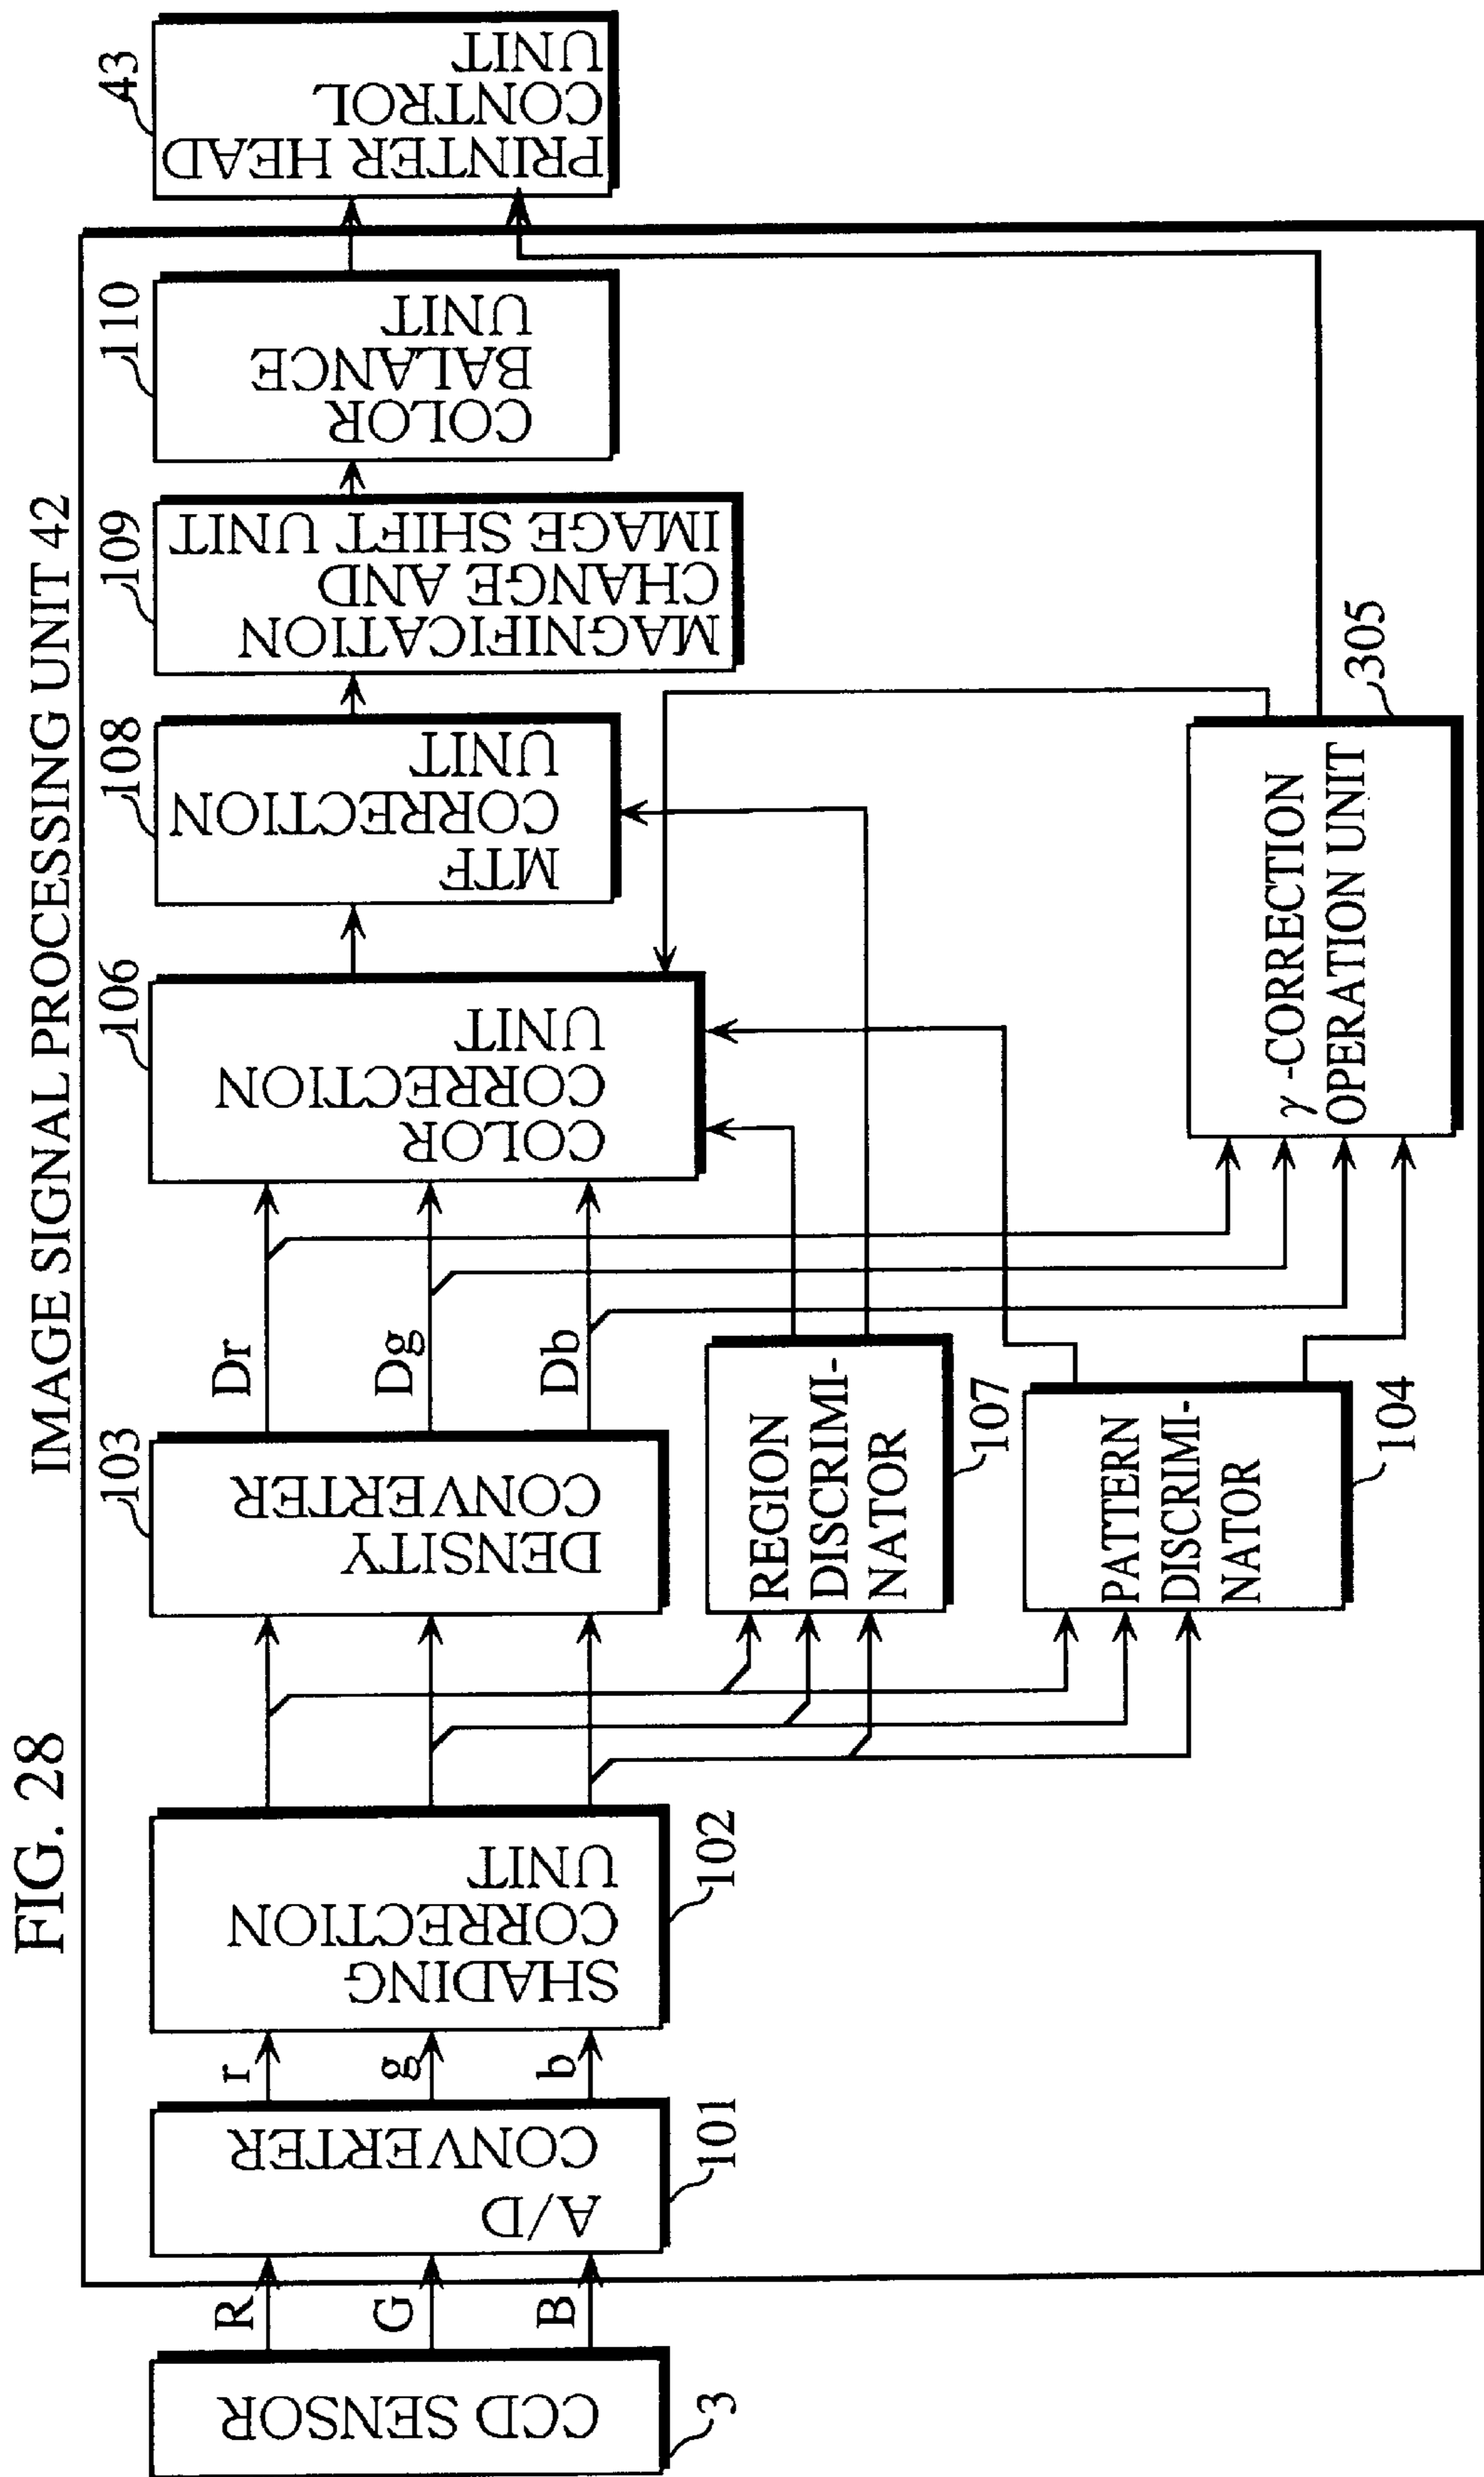 FIG. 28
IMAGE SIGNAL PROCESSING UNIT 42
CCD SENSOR
3
R
G
B
A/D
CONVERTER
101
r
g
b
SHADING
CORRECTION
UNIT
102
DENSITY
CONVERTER
103
Dr
Dg
Db
REGION
DISCRIMI-
NATOR
107
PATTERN
DISCRIMI-
NATOR
104
COLOR
CORRECTION
UNIT
106
γ-CORRECTION
OPERATION UNIT
305
MTF
CORRECTION
UNIT
108
MAGNIFICATION
CHANGE AND
IMAGE SHIFT UNIT
109
COLOR
BALANCE
UNIT
110
PRINTER HEAD
CONTROL
UNIT
43